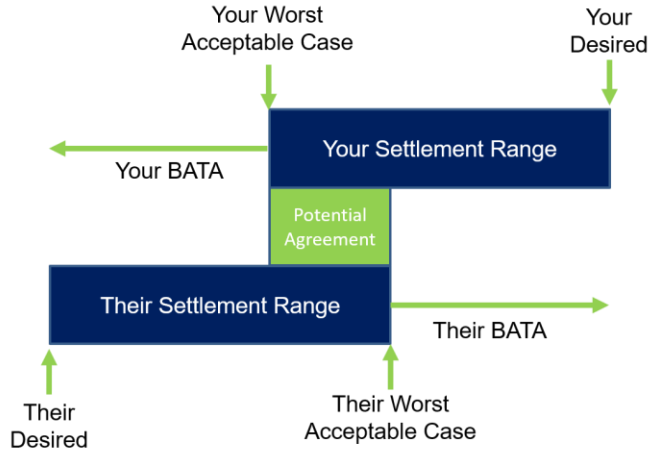 Your Worst
Acceptable Case
Your
Desired
Your Settlement Range
Your BATA
Potential
Agreement
Their Settlement Range
Their BATA
Their
Desired
Their Worst
Acceptable Case